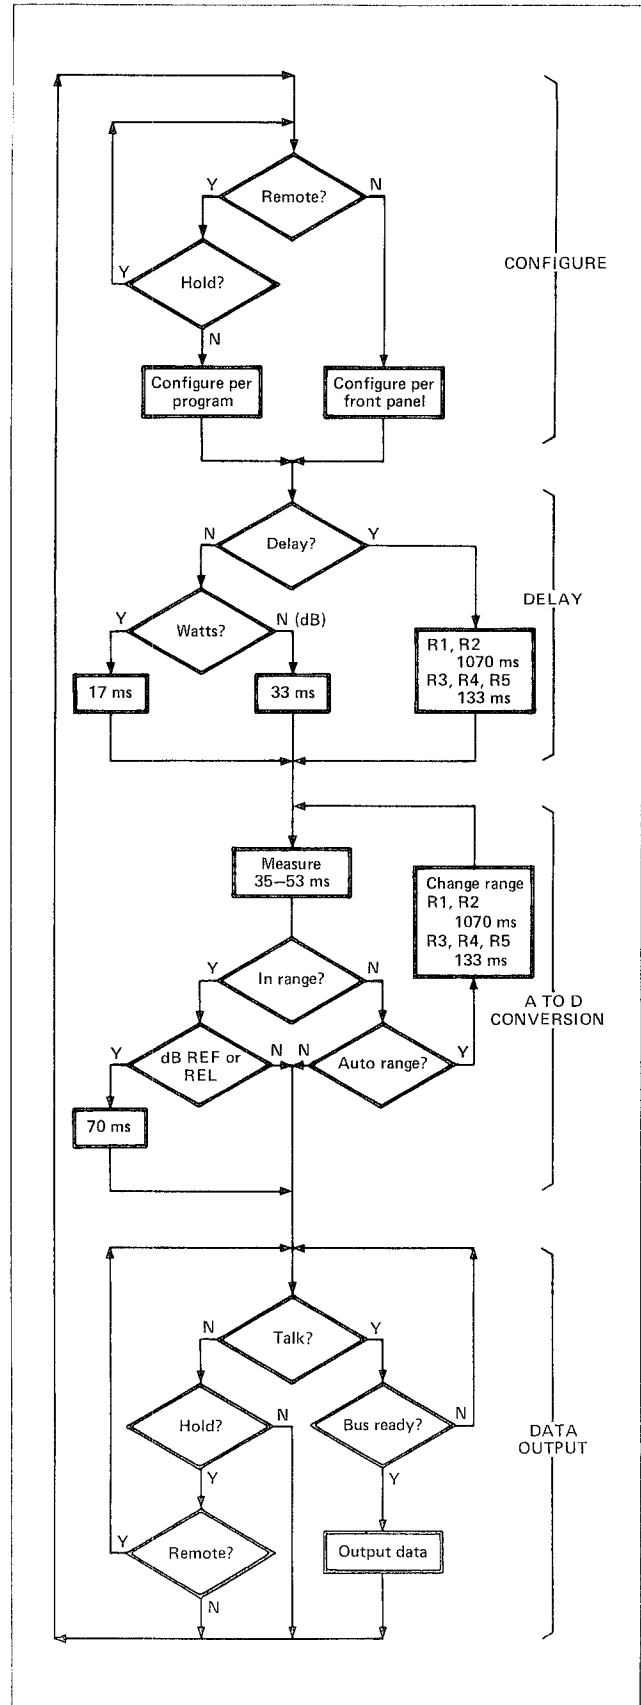 Remote?
Y
N
CONFIGURE
Hold?
Y
N
Configure per
program
Configure per
front panel
Delay?
N
Y
DELAY
Watts?
Y
N (dB)
R1, R2
1070 ms
R3, R4, R5
133 ms
17 ms
33 ms
Measure
35–53 ms
Change range
R1, R2
1070 ms
R3, R4, R5
133 ms
In range?
Y
N
A TO D
CONVERSION
dB REF or
REL
Y
N
N
Auto range?
Y
70 ms
Talk?
N
Y
Hold?
N
Y
Bus ready?
N
Y
DATA
OUTPUT
Remote?
Y
N
Output data